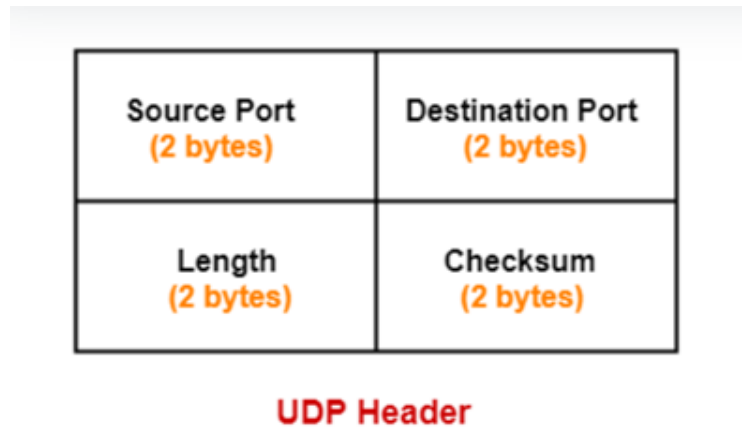 Source Port
(2 bytes)
Destination Port
(2 bytes)
Length
(2 bytes)
Checksum
(2 bytes)
UDP Header